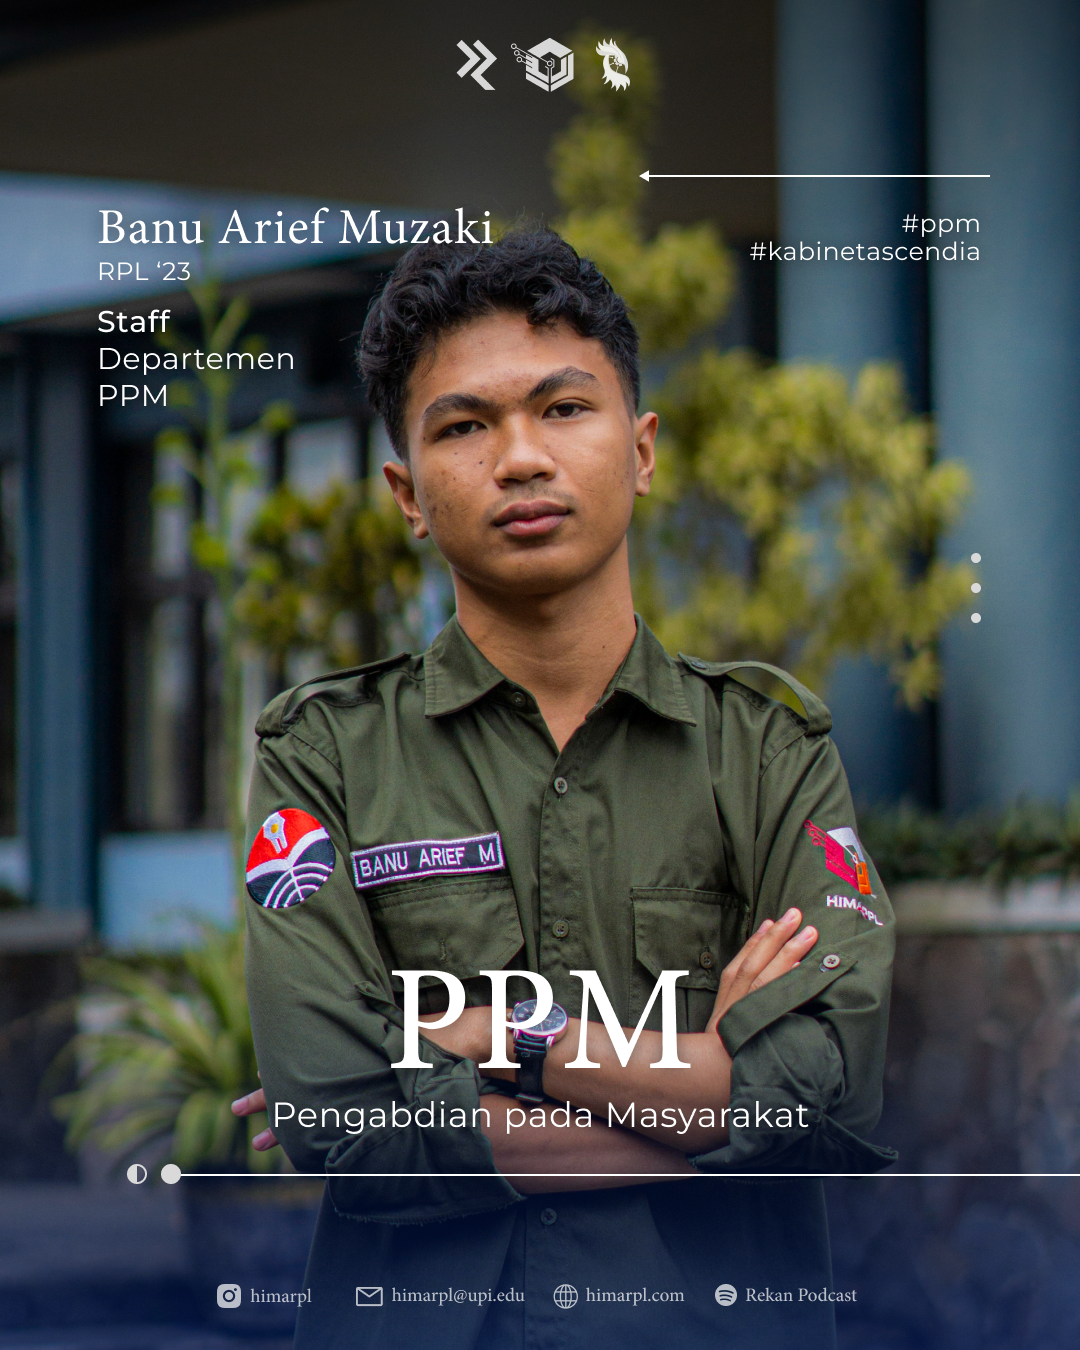 Banu Arief Muzaki
RPL ‘23
Staff
Departemen
PPM
#ppm
#kabinetascendia
BANU ARIEF M
HIMARPL
PPM
Pengabdian pada Masyarakat
himarpl
himarpl@upi.edu
himarpl.com
Rekan Podcast